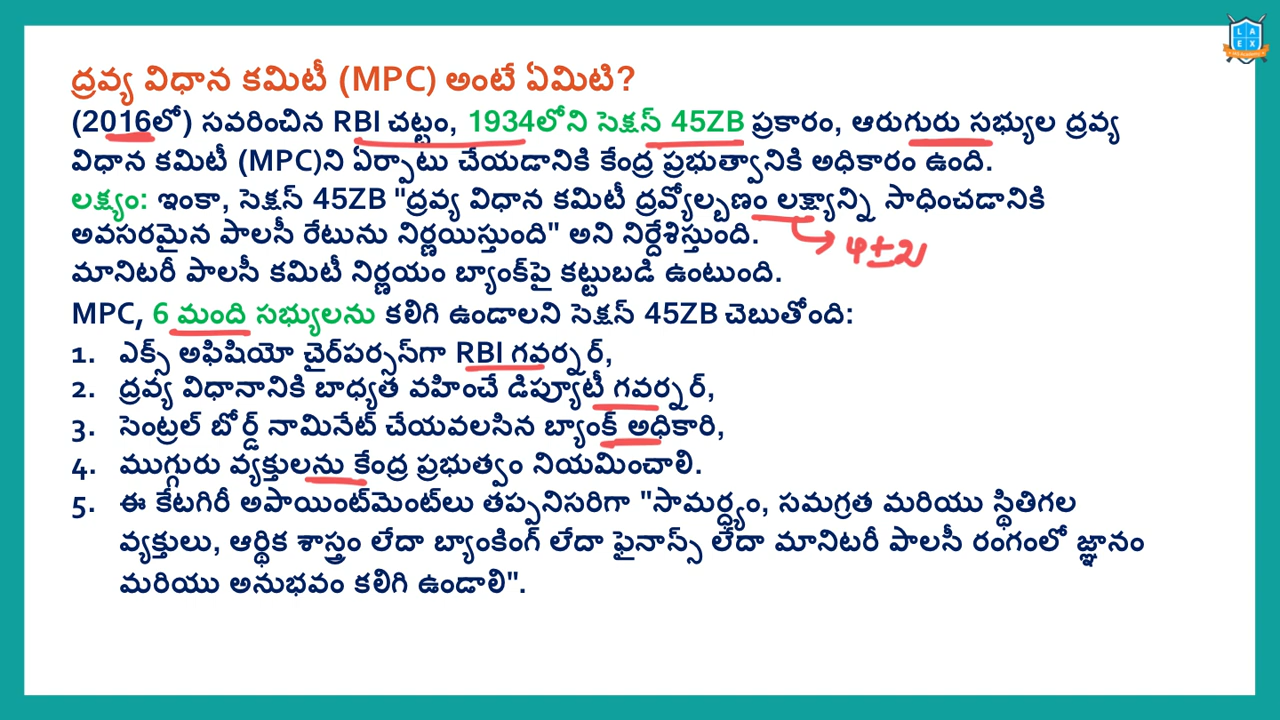 ద్రవ్య విధాన కమిటీ (MPC) అంటే ఏమిటి?
(2016లో) సవరించిన RBI చట్టం, 1934లోని సెక్షన్ 45ZB ప్రకారం, ఆరుగురు సభ్యుల ద్రవ్య
విధాన కమిటీ (MPC)ని ఏర్పాటు చేయడానికి కేంద్ర ప్రభుత్వానికి అధికారం ఉంది.
లక్ష్యం: ఇంకా, సెక్షన్ 45ZB "ద్రవ్య విధాన కమిటీ ద్రవ్యోల్బణం లక్ష్యాన్ని సాధించడానికి
అవసరమైన పాలసీ రేటును నిర్ణయిస్తుంది" అని నిర్దేశిస్తుంది.
4±2
మానిటరీ పాలసీ కమిటీ నిర్ణయం బ్యాంక్‌పై కట్టుబడి ఉంటుంది.
MPC, 6 మంది సభ్యులను కలిగి ఉండాలని సెక్షన్ 45ZB చెబుతోంది:
1. ఎక్స్ అఫిషియో చైర్‌పర్సన్‌గా RBI గవర్నర్,
2. ద్రవ్య విధానానికి బాధ్యత వహించే డిప్యూటీ గవర్నర్,
3. సెంట్రల్ బోర్డ్ నామినేట్ చేయవలసిన బ్యాంక్ అధికారి,
4. ముగ్గురు వ్యక్తులను కేంద్ర ప్రభుత్వం నియమించాలి.
5. ఈ కేటగిరీ అపాయింట్‌మెంట్‌లు తప్పనిసరిగా "సామర్ధ్యం, సమగ్రత మరియు స్థితిగల
వ్యక్తులు, ఆర్థిక శాస్త్రం లేదా బ్యాంకింగ్ లేదా ఫైనాన్స్ లేదా మానిటరీ పాలసీ రంగంలో జ్ఞానం
మరియు అనుభవం కలిగి ఉండాలి".
L A
E X